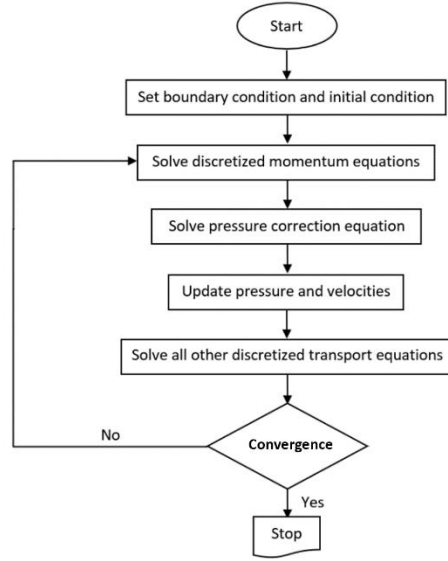 Start
Set boundary condition and initial condition
Solve discretized momentum equations
Solve pressure correction equation
Update pressure and velocities
Solve all other discretized transport equations
No
Convergence
Yes
Stop